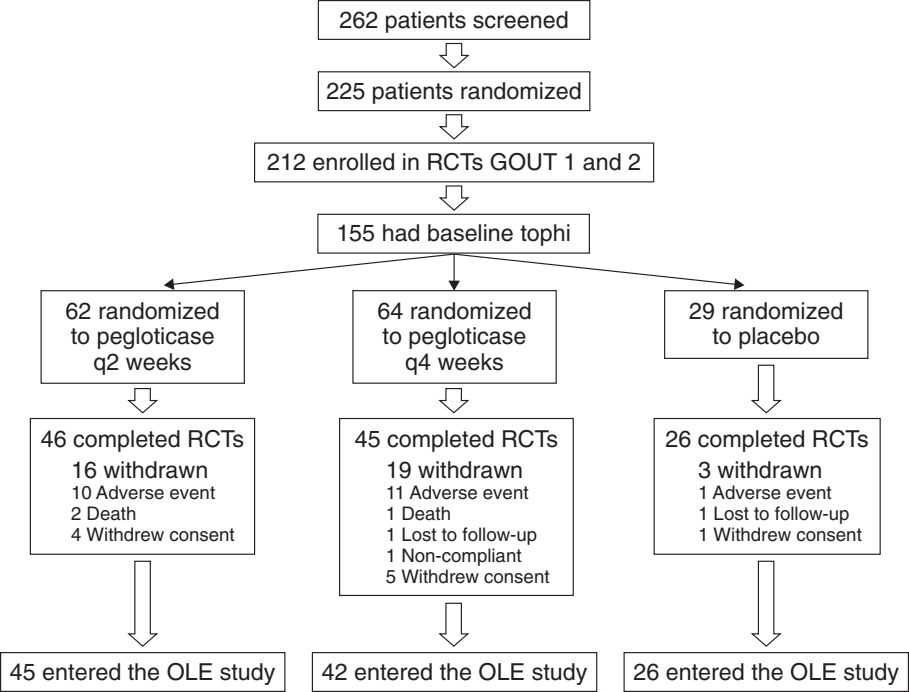 262 patients screened
225 patients randomized
212 enrolled in RCTs GOUT 1 and 2
155 had baseline tophi
62 randomized
to pegloticase
q2 weeks
64 randomized
to pegloticase
q4 weeks
29 randomized
to placebo
46 completed RCTs
16 withdrawn
10 Adverse event
2 Death
4 Withdrew consent
45 completed RCTs
19 withdrawn
11 Adverse event
1 Death
1 Lost to follow-up
1 Non-compliant
5 Withdrew consent
26 completed RCTs
3 withdrawn
1 Adverse event
1 Lost to follow-up
1 Withdrew consent
45 entered the OLE study
42 entered the OLE study
26 entered the OLE study